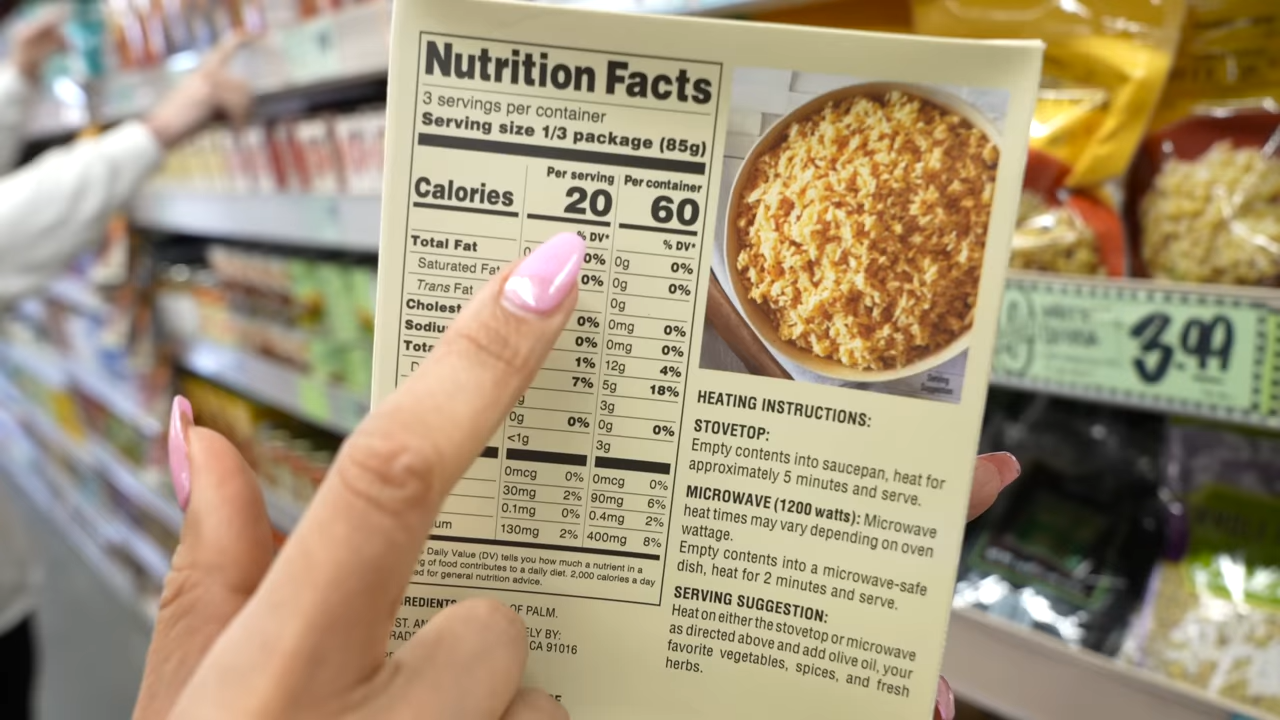 Nutrition Facts
3 servings per container
Serving size 1/3 package (85g)
Per serving Per container
Calories 20 60
% DV* % DV*
Total Fat 0 0% 0g 0%
Saturated Fat 0% 0g 0%
Trans Fat 0g
Cholest 0% 0mg 0%
Sodiu 0% 0mg 0%
Tota 1% 12g 4%
D 7% 5g 18%
g 3g
0g 0% 0g 0%
<1g 3g
0mcg 0% 0mcg 0%
30mg 2% 90mg 6%
0.1mg 0% 0.4mg 2%
um 130mg 2% 400mg 8%
Daily Value (DV) tells you how much a nutrient in a
g of food contributes to a daily diet. 2,000 calories a day
ed for general nutrition advice.
REDIENTS OF PALM.
ST. AN ELY BY:
RADE CA 91016
Serving
Suggestion
HEATING INSTRUCTIONS:
STOVETOP:
Empty contents into saucepan, heat for
approximately 5 minutes and serve.
MICROWAVE (1200 watts): Microwave
heat times may vary depending on oven
wattage.
Empty contents into a microwave-safe
dish, heat for 2 minutes and serve.
SERVING SUGGESTION:
Heat on either the stovetop or microwave
as directed above and add olive oil, your
favorite vegetables, spices, and fresh
herbs.
3.99